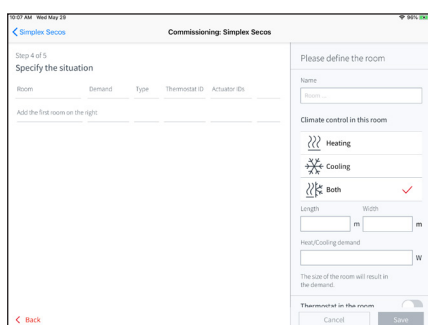 10:07 AM Wed May 29
96%
Simplex Secos
Commissioning: Simplex Secos
Step 4 of 5
Specify the situation
Room Demand Type Thermostat ID Actuator IDs
Add the first room on the right
Back
Please define the room
Name
Room ...
Climate control in this room
Heating
Cooling
Both
Length Width
m m
Heat/Cooling demand
W
The size of the room will result in
the demand.
Thermostat in the room
Cancel Save